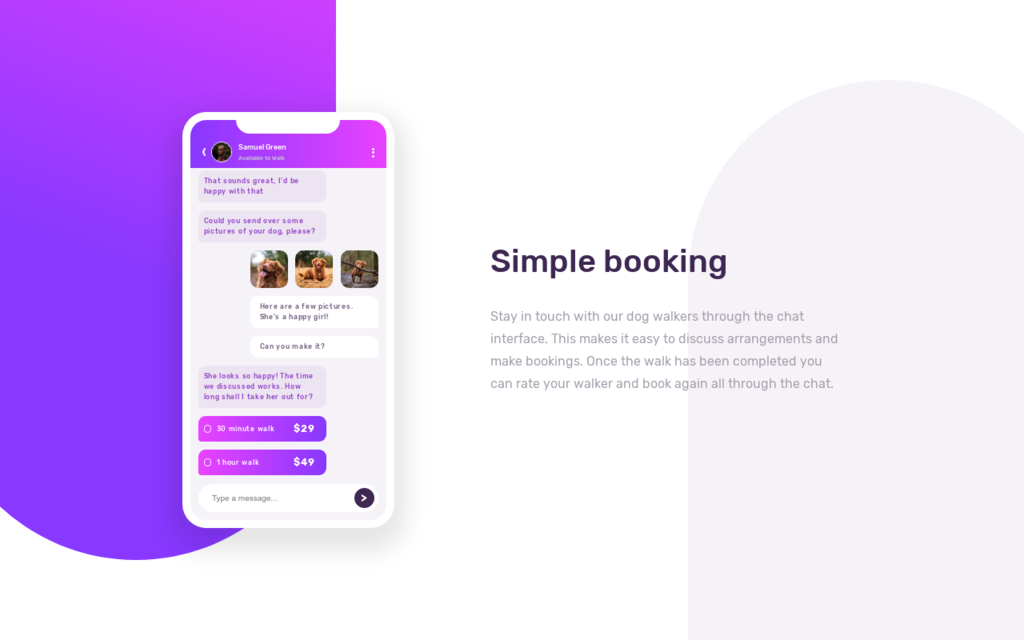 Samuel Green
Available to Walk
That sounds great, I'd be
happy with that
Could you send over some
pictures of your dog, please?
Here are a few pictures.
She's a happy girl!
Can you make it?
She looks so happy! The time
we discussed works. How
long shall I take her out for?
30 minute walk $29
1 hour walk $49
Type a message...
Simple booking
Stay in touch with our dog walkers through the chat
interface. This makes it easy to discuss arrangements and
make bookings. Once the walk has been completed you
can rate your walker and book again all through the chat.